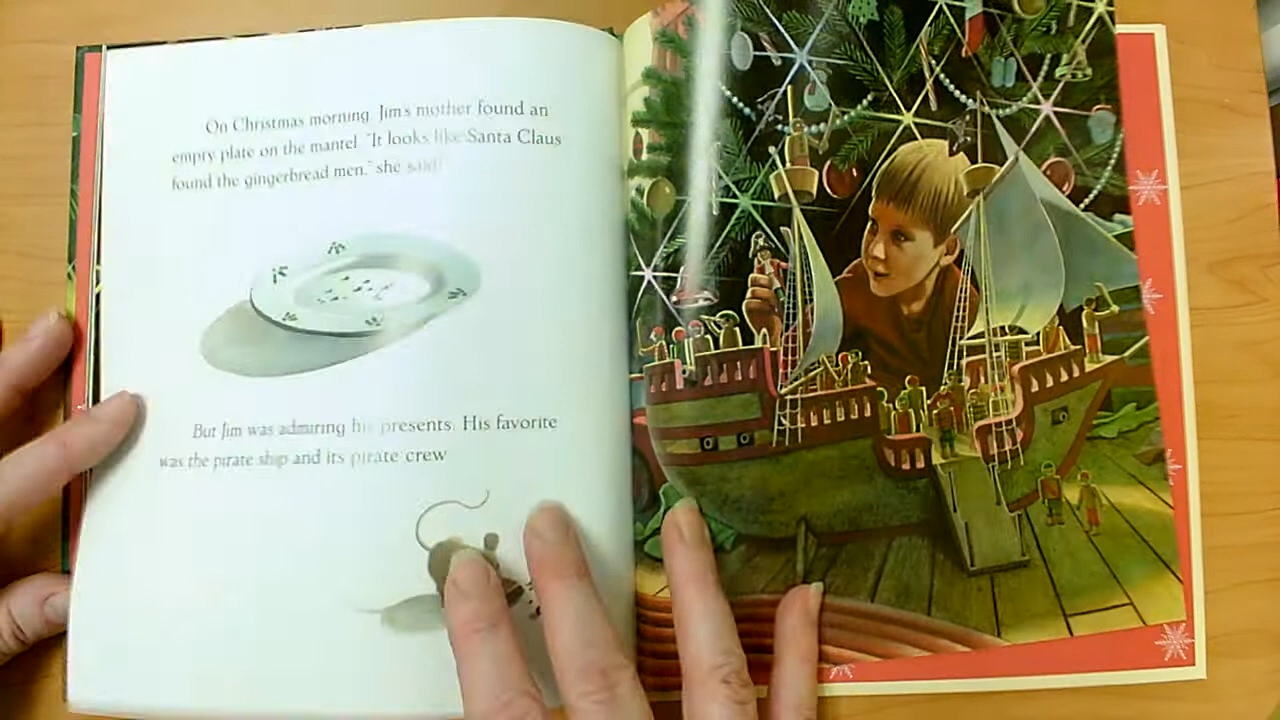 On Christmas morning, Jim's mother found an
empty plate on the mantel. "It looks like Santa Claus
found the gingerbread men," she said.
But Jim was admiring his presents. His favorite
was the pirate ship and its pirate crew